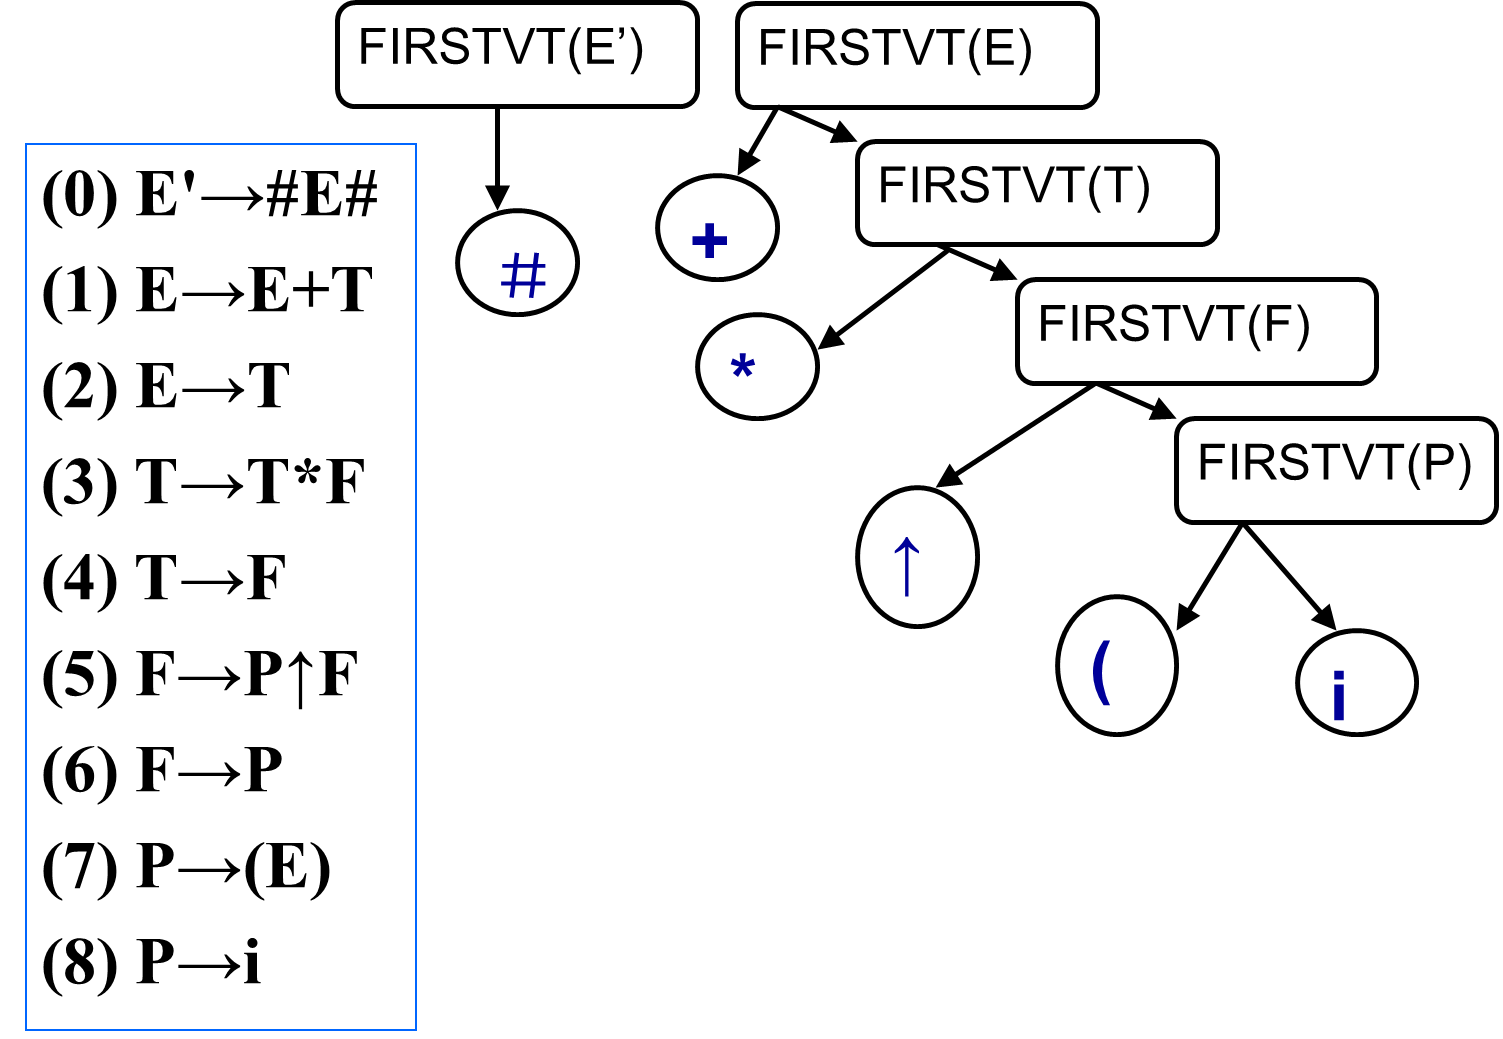 FIRSTVT(E’)
FIRSTVT(E)
FIRSTVT(T)
FIRSTVT(F)
FIRSTVT(P)
#
+
*
↑
(
i
(0) E'→#E#
(1) E→E+T
(2) E→T
(3) T→T*F
(4) T→F
(5) F→P↑F
(6) F→P
(7) P→(E)
(8) P→i